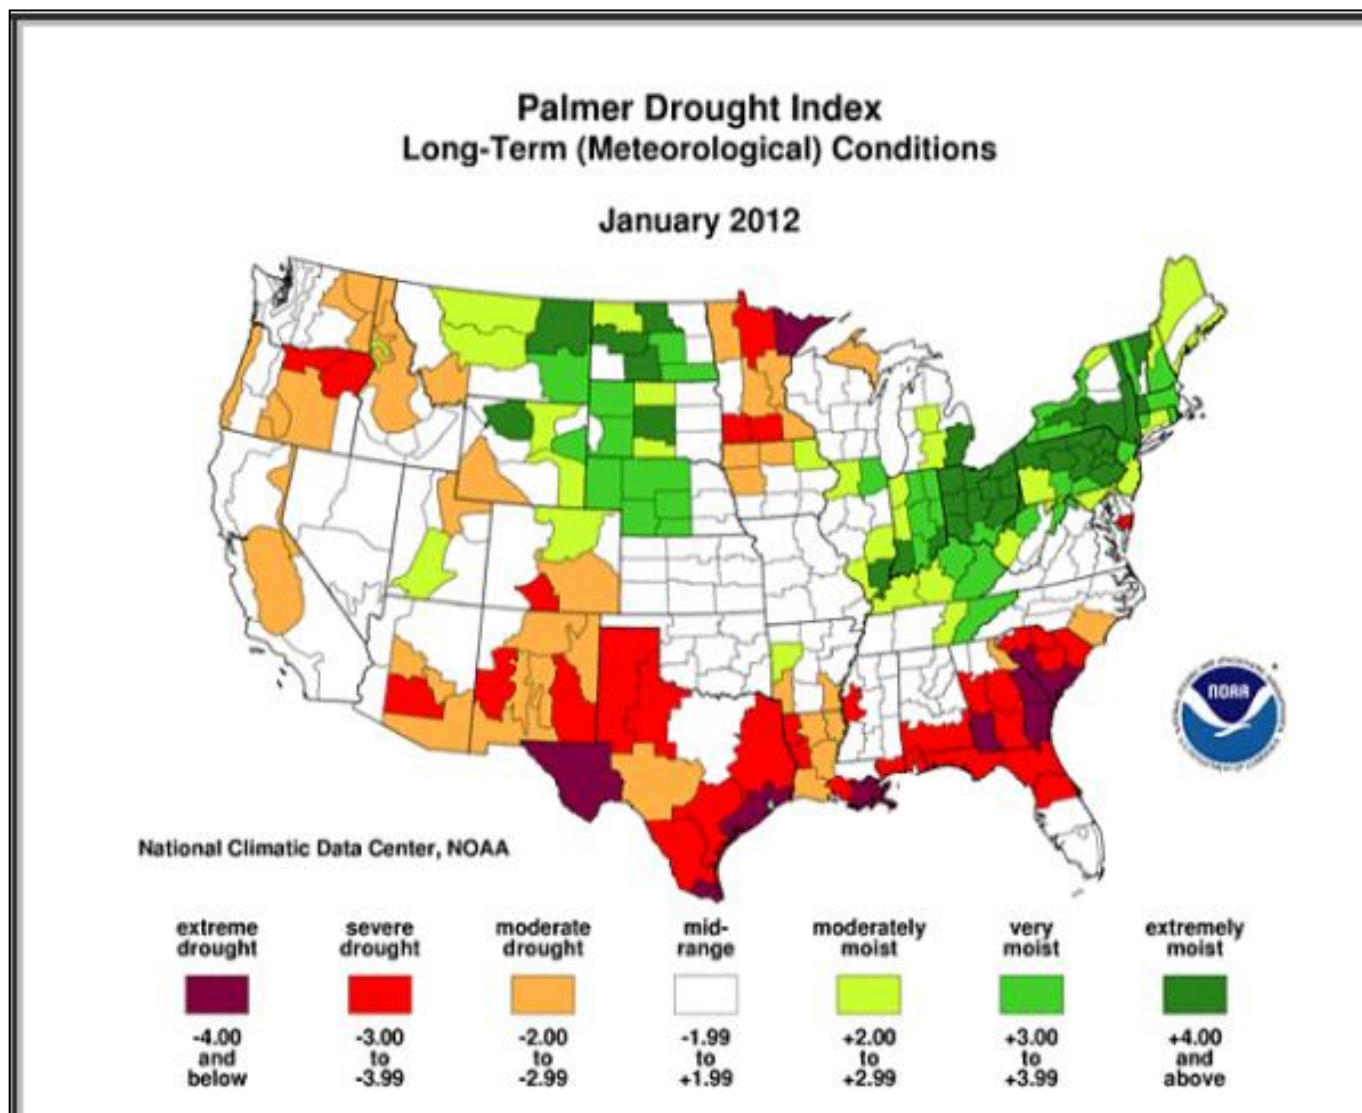 Palmer Drought Index
Long-Term (Meteorological) Conditions
January 2012
NOAA
National Climatic Data Center, NOAA
extreme drought
severe drought
moderate drought
mid-range
moderately moist
very moist
extremely moist
-4.00 and below
-3.00 to -3.99
-2.00 to -2.99
-1.99 to +1.99
+2.00 to +2.99
+3.00 to +3.99
+4.00 and above